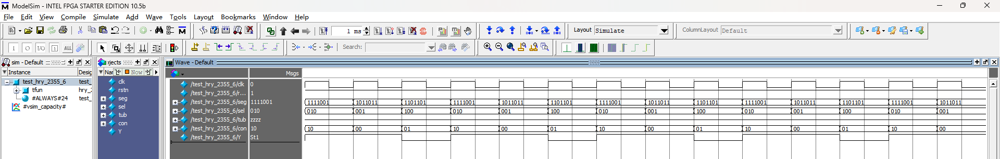 ModelSim - INTEL FPGA STARTER EDITION 10.5b
File Edit View Compile Simulate Add Wave Tools Layout Bookmarks Window Help
1 ms Layout Simulate ColumnLayout Default
ALL Search:
sim - Default
Instance Desig
test_hry_2355_6 test_
tfun hry_2
#ALWAYS#24 test_
#vsim_capacity#
jects
Nar Now
clk
rstn
seg
sel
tub
con
Y
Wave - Default
Msgs
/test_hry_2355_6/clk 0
/test_hry_2355_6/r... 1
/test_hry_2355_6/seg 1111001 1111001 1011011 1101101 1111001 1011011 1101101 1111001 1011011 1101101 1111001 1011011 1101101 1111001 1011011
/test_hry_2355_6/sel 010 010 001 100 010 001 100 010 001 100 010 001 100 010 001
/test_hry_2355_6/tub zzzz
/test_hry_2355_6/con 10 10 00 01 10 00 01 10 00 01 10 00 01 10 00
/test_hry_2355_6/Y St1